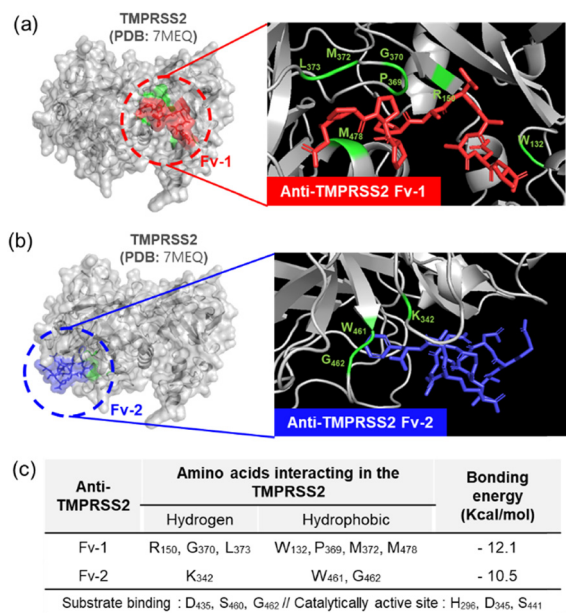 (a)
TMPRSS2
(PDB: 7MEQ)
Fv-1
M372
G370
L373
P369
R150
M478
W132
Anti-TMPRSS2 Fv-1
(b)
TMPRSS2
(PDB: 7MEQ)
Fv-2
K342
W461
G462
Anti-TMPRSS2 Fv-2
(c)
Anti-TMPRSS2 Amino acids interacting in the TMPRSS2 Bonding energy (Kcal/mol)
Hydrogen Hydrophobic
Fv-1 R150, G370, L373 W132, P369, M372, M478 - 12.1
Fv-2 K342 W461, G462 - 10.5
Substrate binding : D435, S460, G462 // Catalytically active site : H296, D345, S441